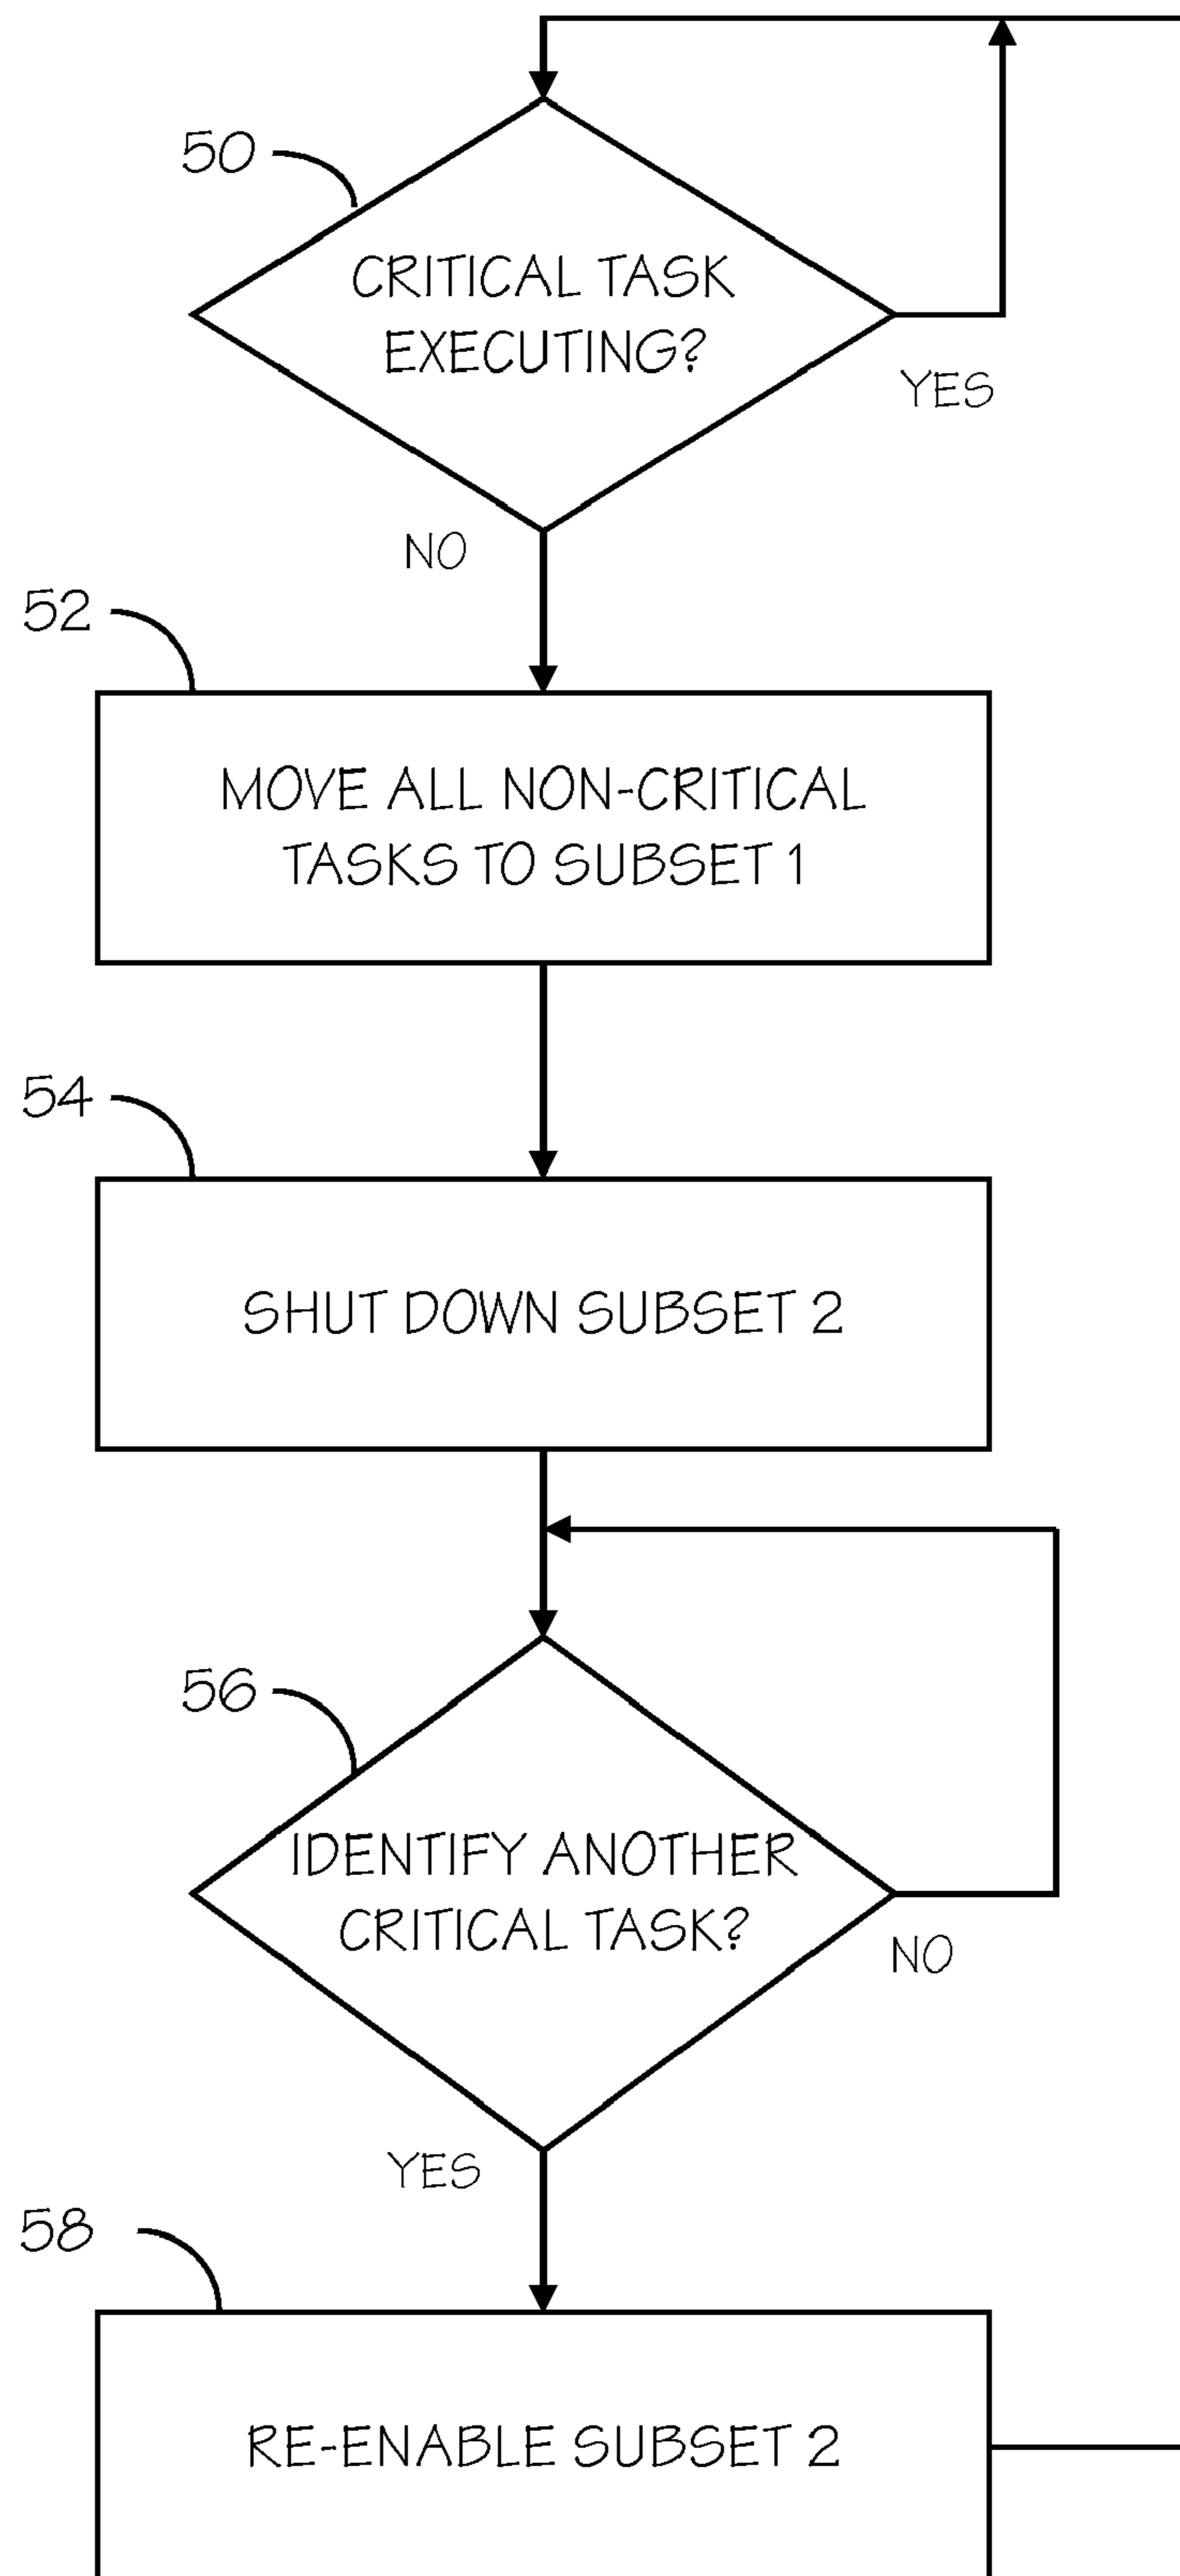 50
CRITICAL TASK
EXECUTING?
YES
NO
52
MOVE ALL NON-CRITICAL
TASKS TO SUBSET 1
54
SHUT DOWN SUBSET 2
56
IDENTIFY ANOTHER
CRITICAL TASK?
NO
YES
58
RE-ENABLE SUBSET 2